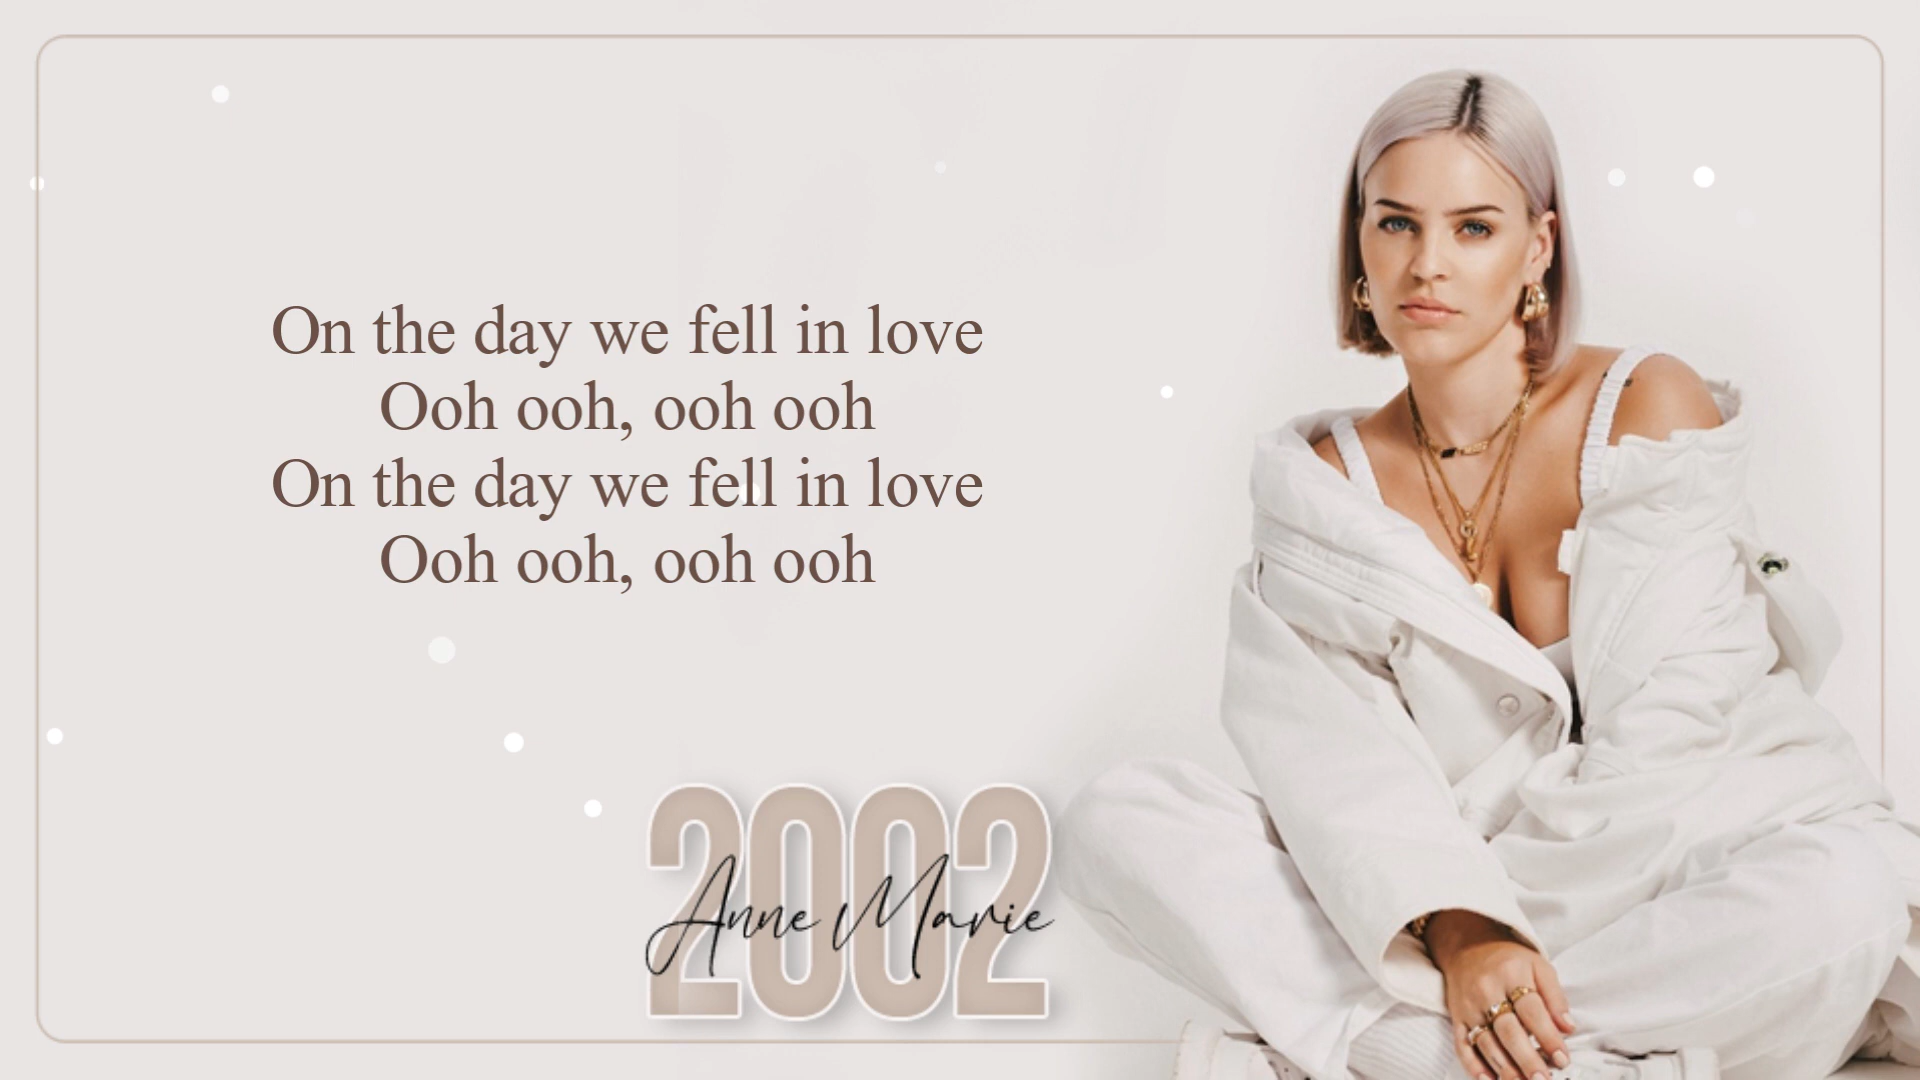 On the day we fell in love
Ooh ooh, ooh ooh
On the day we fell in love
Ooh ooh, ooh ooh
2002
Anne Marie